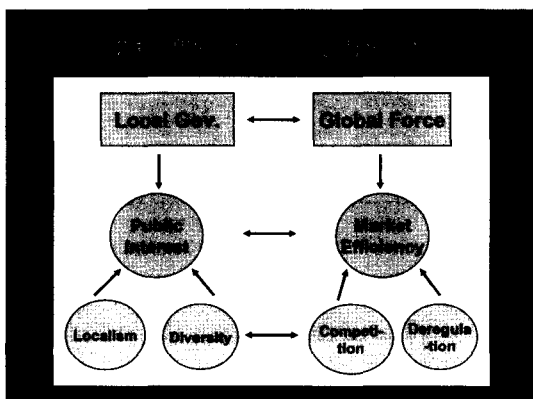 Local Gov.
Global Force
Public
Interest
Market
Efficiency
Localism
Diversity
Competi-
tion
Deregula
-tion